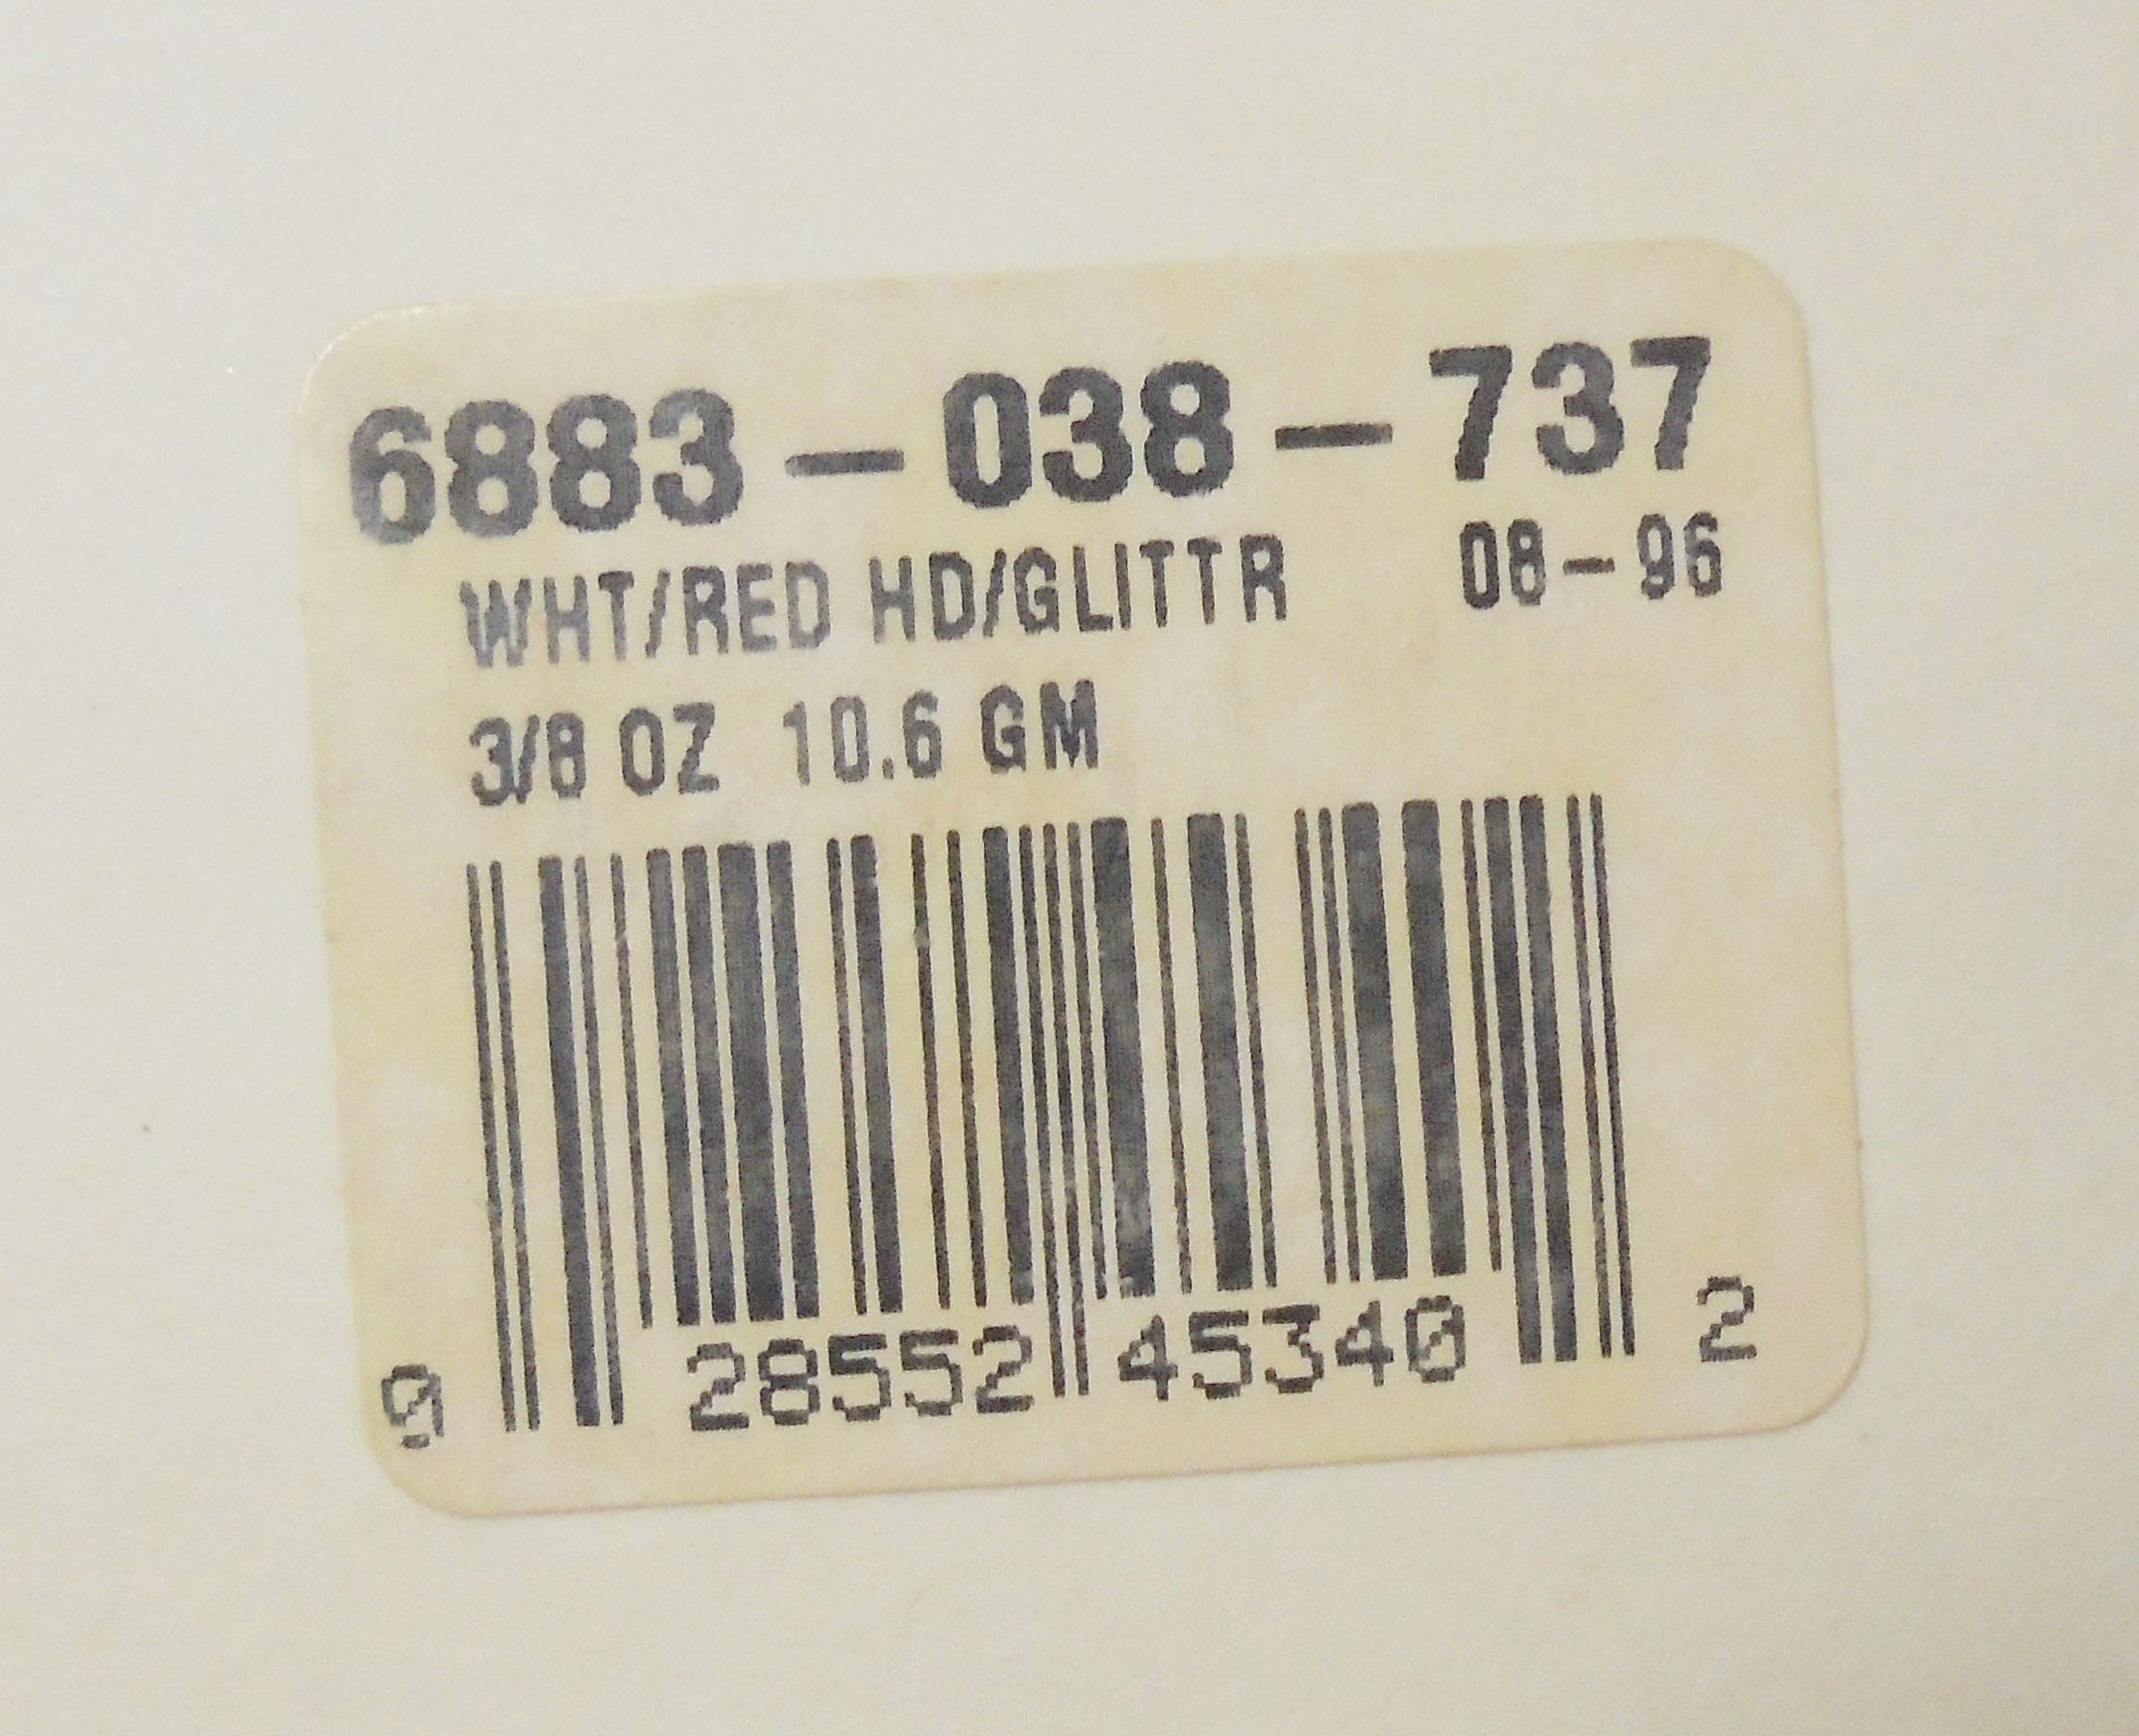 6883-038-737
WHT/RED HD/GLITTR 08-96
3/8 OZ 10.6 GM
0 28552 45340 2